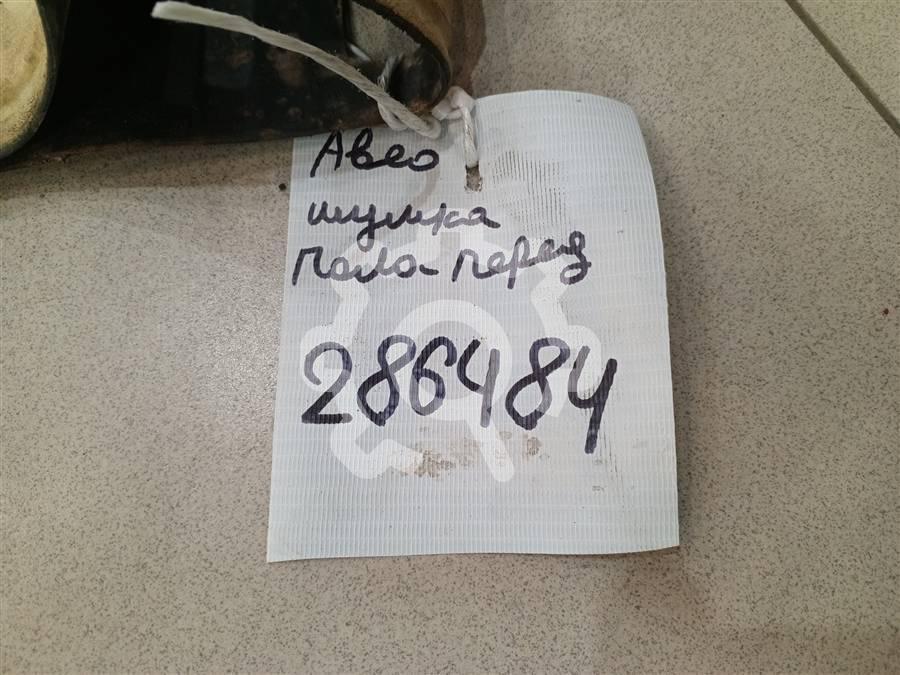 Авео
шумка
пола перед
286484